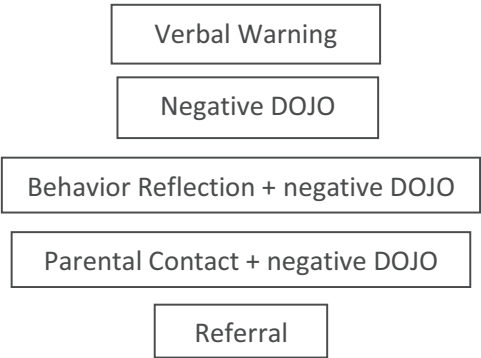 Verbal Warning
Negative DOJO
Behavior Reflection + negative DOJO
Parental Contact + negative DOJO
Referral